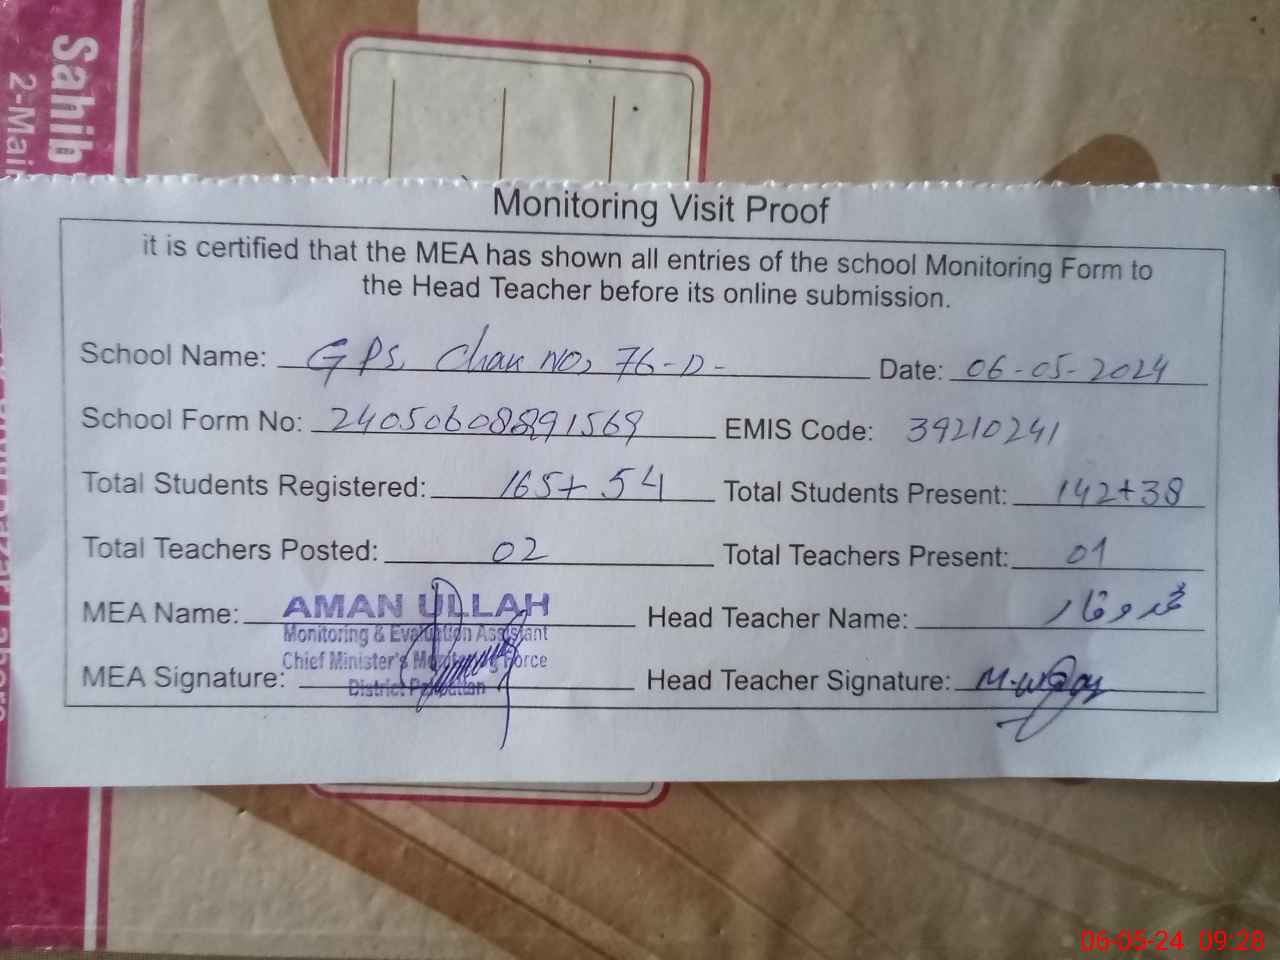 Sahib
2-Mai
Monitoring Visit Proof
it is certified that the MEA has shown all entries of the school Monitoring Form to
the Head Teacher before its online submission.
School Name: GPS, Chak NO, 76-D- Date: 06-05-2024
School Form No: 24050608891569 EMIS Code: 39210241
Total Students Registered: 165+54 Total Students Present: 142+38
Total Teachers Posted: 02 Total Teachers Present: 01
MEA Name: AMAN ULLAH Head Teacher Name: محمد وقار
Monitoring & Evaluation Assistant
Chief Minister's Monitoring Force
MEA Signature: District Pakpattan Head Teacher Signature:
06-05-24 09:28